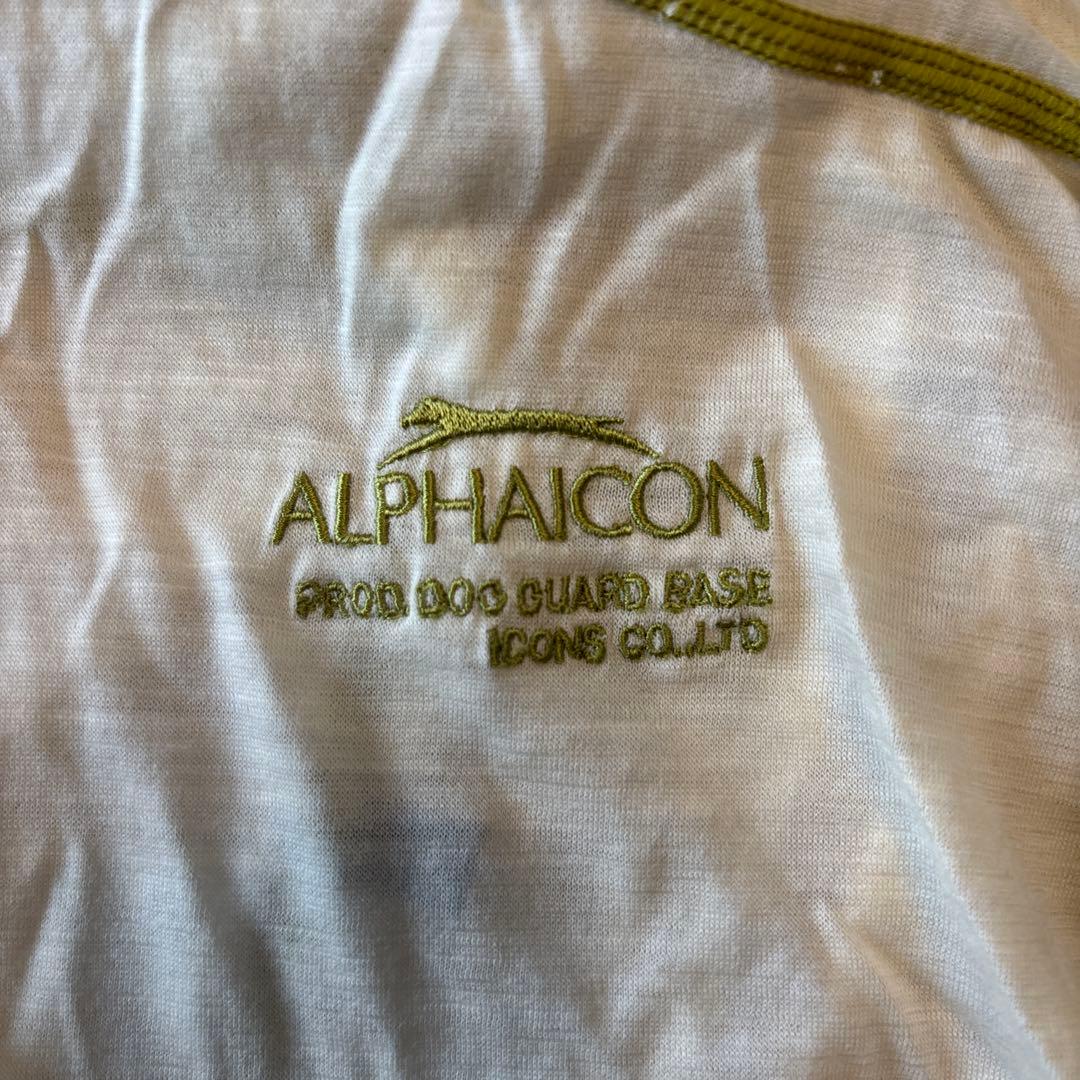 ALPHAICON
PROD. DOG GUARD BASE
ICONS CO.,LTD